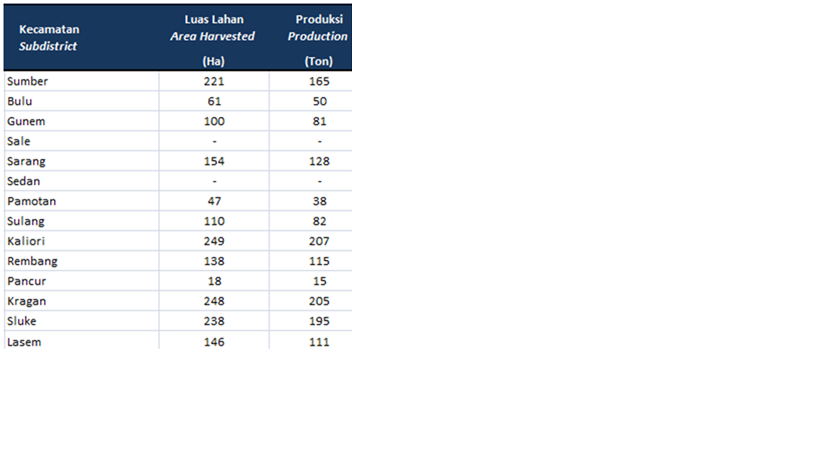 Kecamatan Luas Lahan Produksi
Subdistrict Area Harvested Production
(Ha) (Ton)
Sumber 221 165
Bulu 61 50
Gunem 100 81
Sale - -
Sarang 154 128
Sedan - -
Pamotan 47 38
Sulang 110 82
Kaliori 249 207
Rembang 138 115
Pancur 18 15
Kragan 248 205
Sluke 238 195
Lasem 146 111